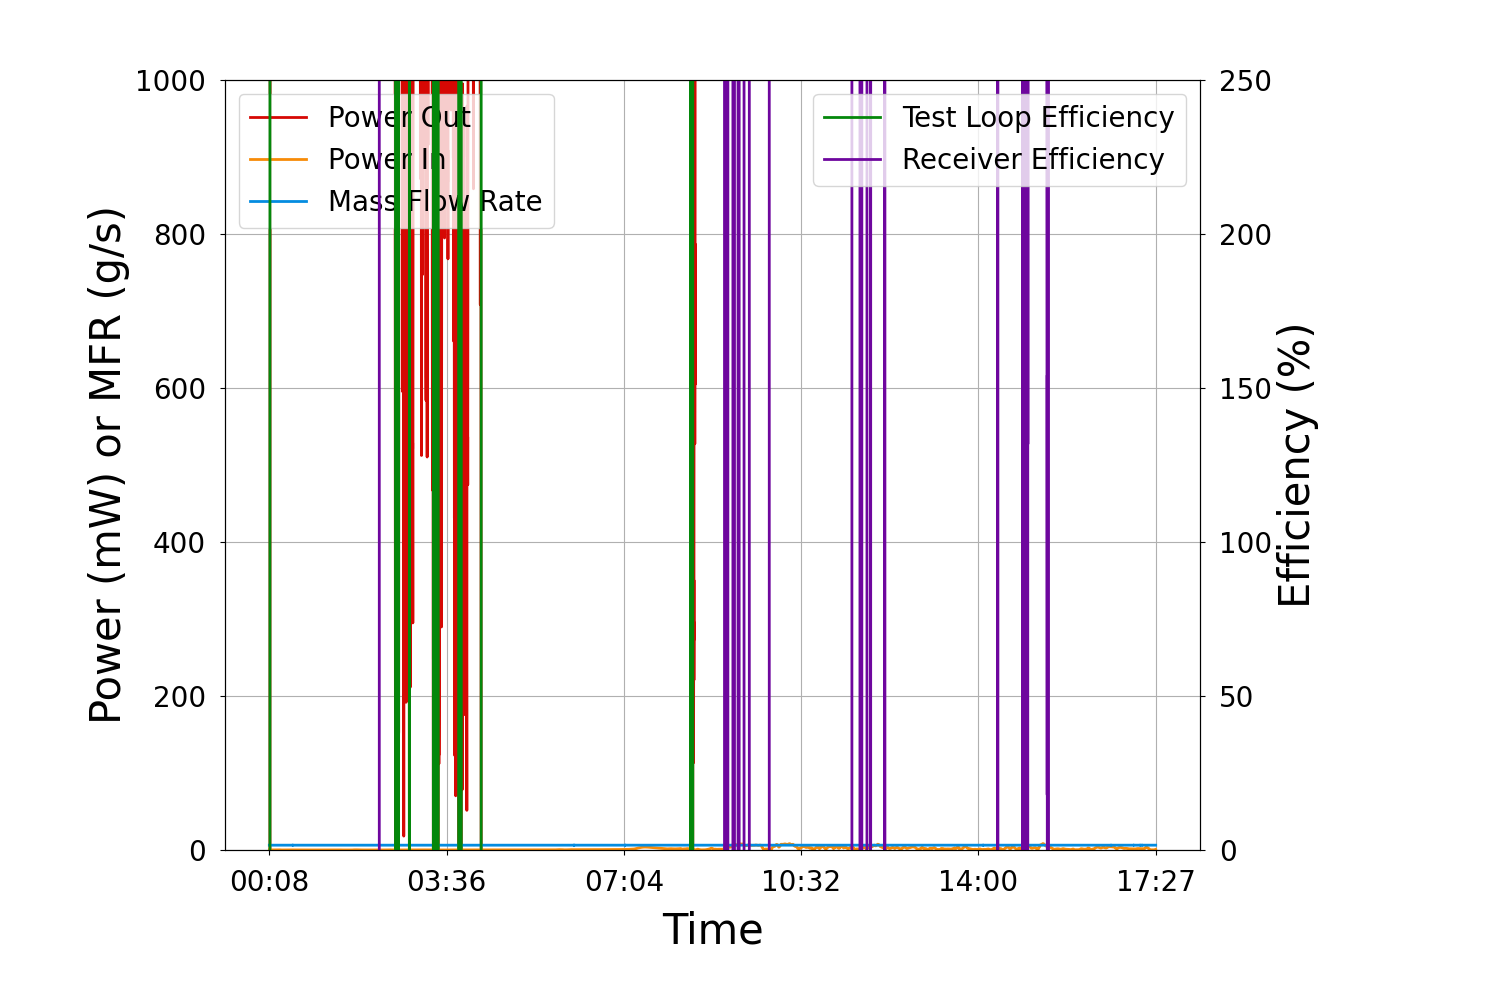 1000
800
600
400
200
0
Power (mW) or MFR (g/s)
Power Out
Power In
Mass Flow Rate
Test Loop Efficiency
Receiver Efficiency
250
200
150
100
50
0
Efficiency (%)
00:08 03:36 07:04 10:32 14:00 17:27
Time